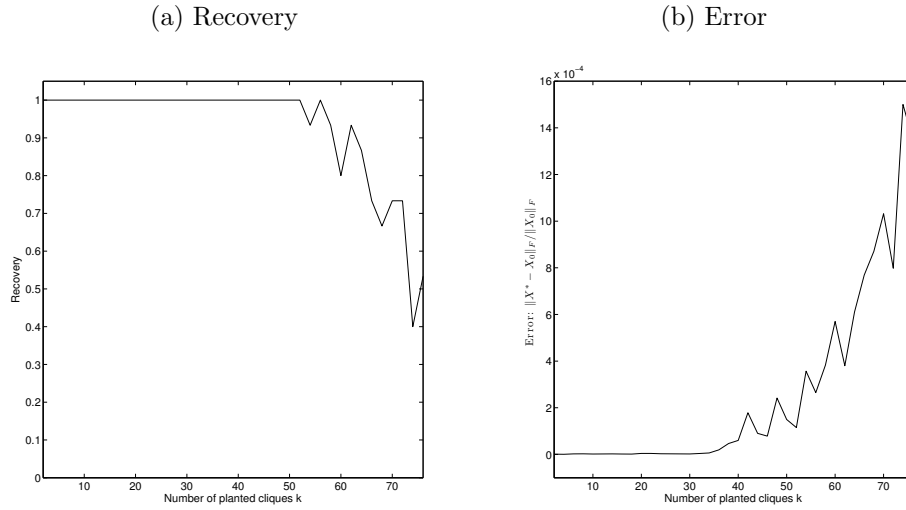 (a) Recovery
(b) Error
1
0.9
0.8
0.7
0.6
0.5
0.4
0.3
0.2
0.1
0
Recovery
10 20 30 40 50 60 70
Number of planted cliques k
16 x 10⁻⁴
14
12
10
8
6
4
2
0
Error: ‖X* − X₀‖F/‖X₀‖F
10 20 30 40 50 60 70
Number of planted cliques k